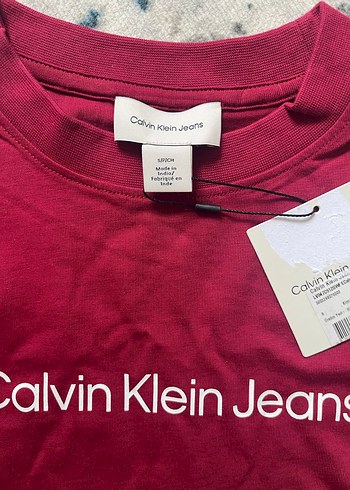 Calvin Klein Jeans
S/P/CH
Made in
India/
Fabriqué en
Inde
Calvin Klein
Calvin Klein Jeans